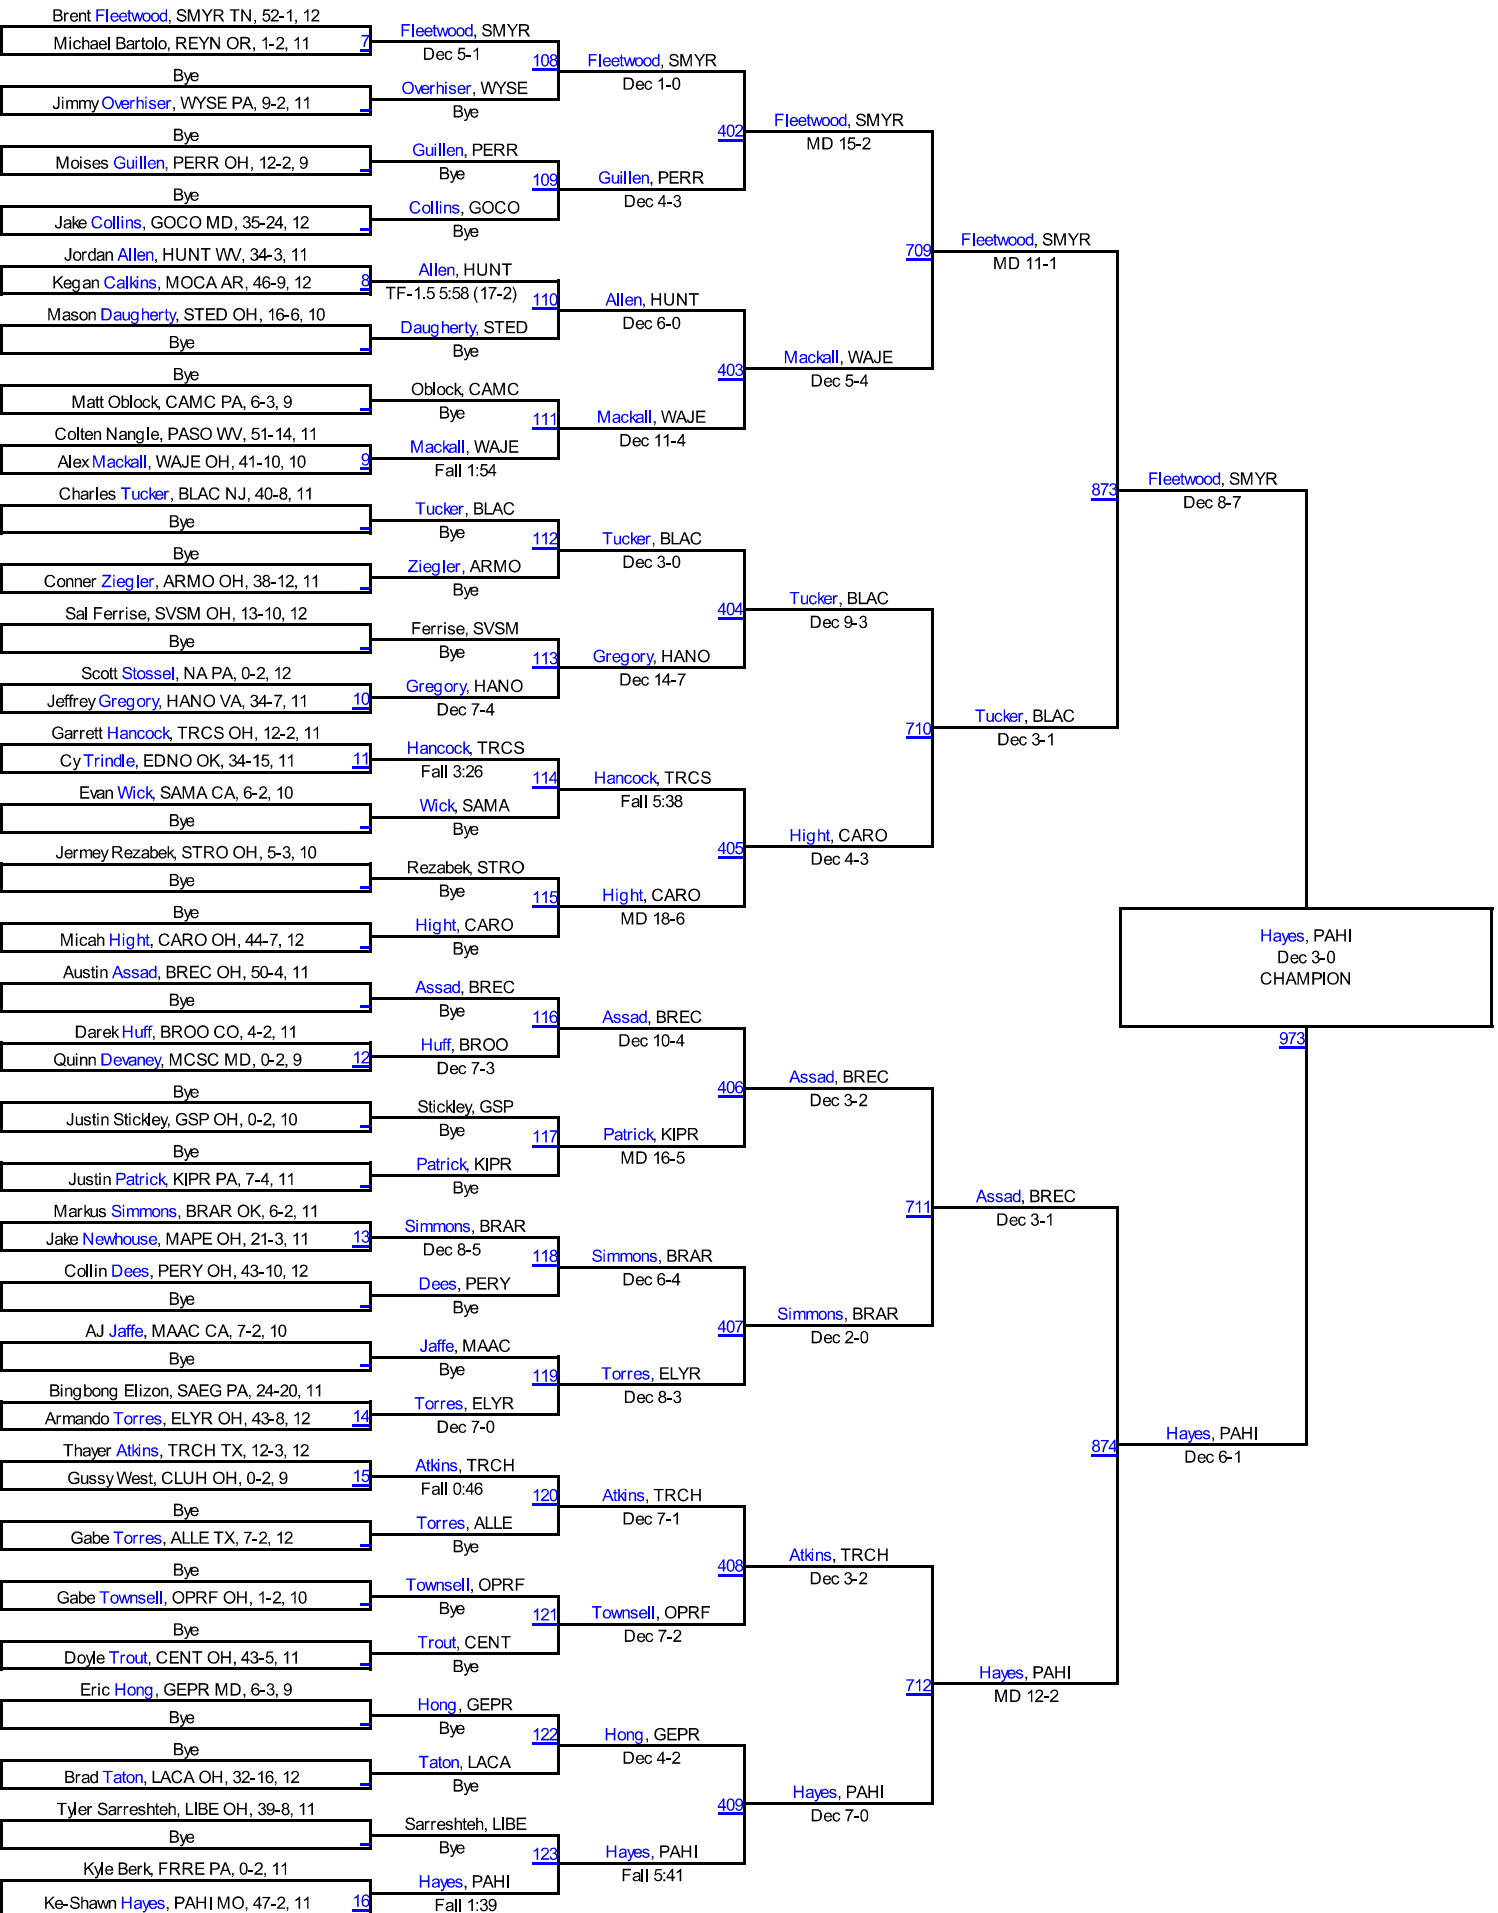 Brent Fleetwood, SMYR TN, 52-1, 12
Michael Bartolo, REYN OR, 1-2, 11
7
Bye
Jimmy Overhiser, WYSE PA, 9-2, 11
Bye
Moises Guillen, PERR OH, 12-2, 9
Bye
Jake Collins, GOCO MD, 35-24, 12
Jordan Allen, HUNT WV, 34-3, 11
Kegan Calkins, MOCA AR, 46-9, 12
8
Mason Daugherty, STED OH, 16-6, 10
Bye
Bye
Matt Oblock, CAMC PA, 6-3, 9
Colten Nangle, PASO WV, 51-14, 11
Alex Mackall, WAJE OH, 41-10, 10
9
Charles Tucker, BLAC NJ, 40-8, 11
Bye
Bye
Conner Ziegler, ARMO OH, 38-12, 11
Sal Ferrise, SVSM OH, 13-10, 12
Bye
Scott Stossel, NA PA, 0-2, 12
Jeffrey Gregory, HANO VA, 34-7, 11
10
Garrett Hancock, TRCS OH, 12-2, 11
Cy Trindle, EDNO OK, 34-15, 11
11
Evan Wick, SAMA CA, 6-2, 10
Bye
Jermey Rezabek, STRO OH, 5-3, 10
Bye
Bye
Micah Hight, CARO OH, 44-7, 12
Austin Assad, BREC OH, 50-4, 11
Bye
Darek Huff, BROO CO, 4-2, 11
Quinn Devaney, MCSC MD, 0-2, 9
12
Bye
Justin Stickley, GSP OH, 0-2, 10
Bye
Justin Patrick, KIPR PA, 7-4, 11
Markus Simmons, BRAR OK, 6-2, 11
Jake Newhouse, MAPE OH, 21-3, 11
13
Collin Dees, PERY OH, 43-10, 12
Bye
AJ Jaffe, MAAC CA, 7-2, 10
Bye
Bingbong Elizon, SAEG PA, 24-20, 11
Armando Torres, ELYR OH, 43-8, 12
14
Thayer Atkins, TRCH TX, 12-3, 12
Gussy West, CLUH OH, 0-2, 9
15
Bye
Gabe Torres, ALLE TX, 7-2, 12
Bye
Gabe Townsell, OPRF OH, 1-2, 10
Bye
Doyle Trout, CENT OH, 43-5, 11
Eric Hong, GEPR MD, 6-3, 9
Bye
Bye
Brad Taton, LACA OH, 32-16, 12
Tyler Sarreshteh, LIBE OH, 39-8, 11
Bye
Kyle Berk, FRRE PA, 0-2, 11
Ke-Shawn Hayes, PAHI MO, 47-2, 11
16
Fleetwood, SMYR
Dec 5-1
108
Overhiser, WYSE
Bye
Guillen, PERR
Bye
109
Collins, GOCO
Bye
Allen, HUNT
TF-1.5 5:58 (17-2)
110
Daugherty, STED
Bye
Oblock, CAMC
Bye
111
Mackall, WAJE
Fall 1:54
Tucker, BLAC
Bye
112
Ziegler, ARMO
Bye
Ferrise, SVSM
Bye
113
Gregory, HANO
Dec 7-4
Hancock, TRCS
Fall 3:26
114
Wick, SAMA
Bye
Rezabek, STRO
Bye
115
Hight, CARO
Bye
Assad, BREC
Bye
116
Huff, BROO
Dec 7-3
Stickley, GSP
Bye
117
Patrick, KIPR
Bye
Simmons, BRAR
Dec 8-5
118
Dees, PERY
Bye
Jaffe, MAAC
Bye
119
Torres, ELYR
Dec 7-0
Atkins, TRCH
Fall 0:46
120
Torres, ALLE
Bye
Townsell, OPRF
Bye
121
Trout, CENT
Bye
Hong, GEPR
Bye
122
Taton, LACA
Bye
Sarreshteh, LIBE
Bye
123
Hayes, PAHI
Fall 1:39
Fleetwood, SMYR
Dec 1-0
402
Guillen, PERR
Dec 4-3
Allen, HUNT
Dec 6-0
403
Mackall, WAJE
Dec 11-4
Tucker, BLAC
Dec 3-0
404
Gregory, HANO
Dec 14-7
Hancock, TRCS
Fall 5:38
405
Hight, CARO
MD 18-6
Assad, BREC
Dec 10-4
406
Patrick, KIPR
MD 16-5
Simmons, BRAR
Dec 6-4
407
Torres, ELYR
Dec 8-3
Atkins, TRCH
Dec 7-1
408
Townsell, OPRF
Dec 7-2
Hong, GEPR
Dec 4-2
409
Hayes, PAHI
Fall 5:41
Fleetwood, SMYR
MD 15-2
709
Mackall, WAJE
Dec 5-4
Tucker, BLAC
Dec 9-3
710
Hight, CARO
Dec 4-3
Assad, BREC
Dec 3-2
711
Simmons, BRAR
Dec 2-0
Atkins, TRCH
Dec 3-2
712
Hayes, PAHI
Dec 7-0
Fleetwood, SMYR
MD 11-1
873
Tucker, BLAC
Dec 3-1
Assad, BREC
Dec 3-1
874
Hayes, PAHI
MD 12-2
Fleetwood, SMYR
Dec 8-7
Hayes, PAHI
Dec 6-1
Hayes, PAHI
Dec 3-0
CHAMPION
973